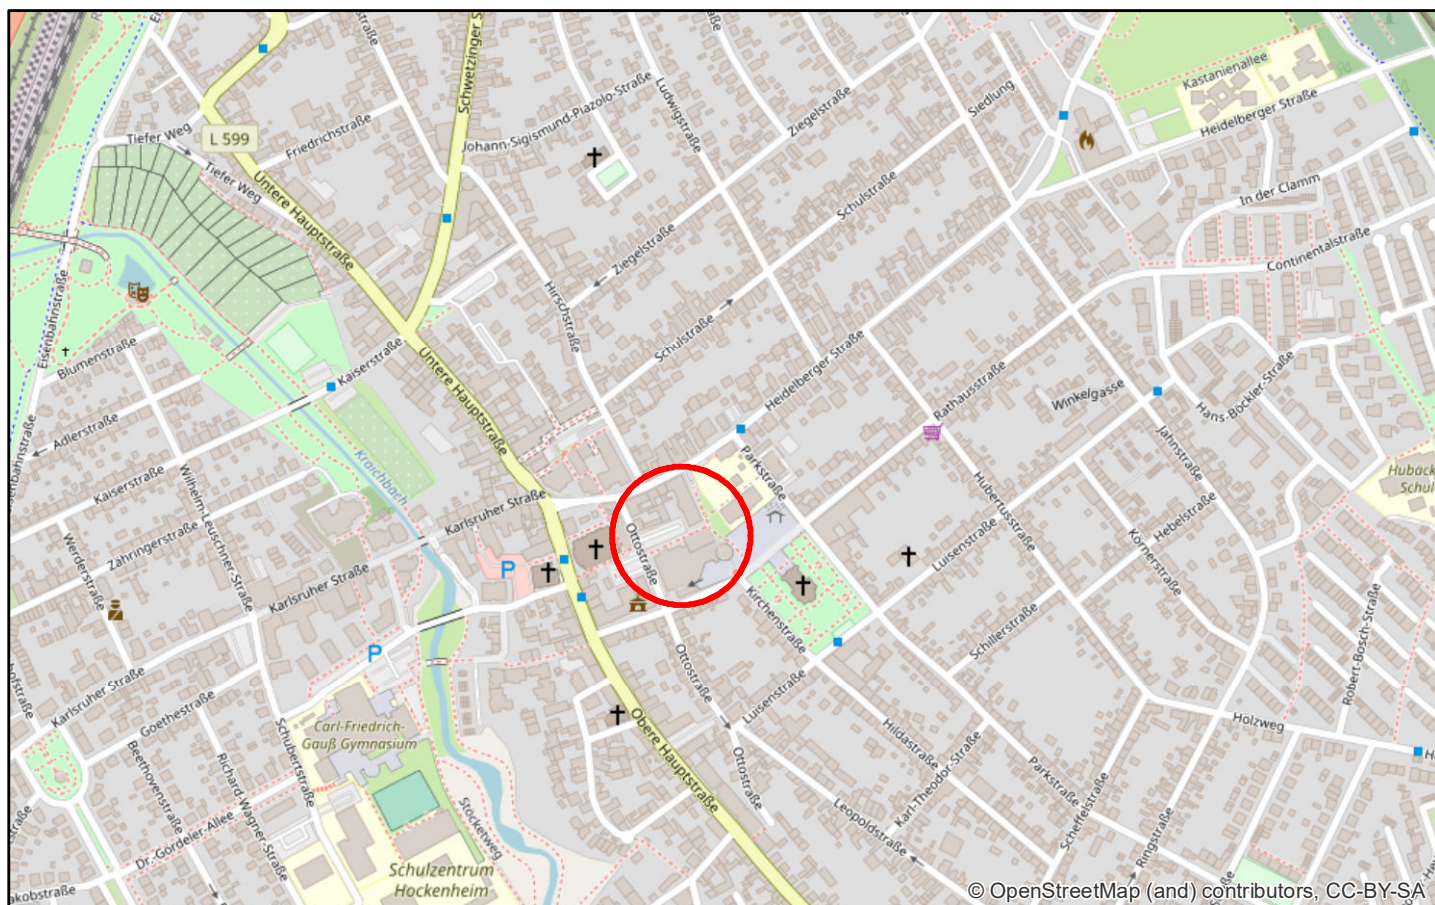 Schwetzinger S
Kastanienallee
Heidelberger Straße
Siedlung
Ziegelstraße
Ludwigstraße
Johann-Sigismund-Piazolo-Straße
L 599
Tiefer Weg
Friedrichstraße
Tiefer Weg
Untere Hauptstraße
In der Clamm
Schulstraße
Continentalstraße
Ziegelstraße
Hirschstraße
Eisenbahnstraße
Schulstraße
Blumenstraße
Kaiserstraße
Untere Hauptstraße
Heidelberger Straße
Rathausstraße
Winkelgasse
Hans-Böckler-Straße
Adlerstraße
Jahnstraße
Kraichbach
Kaiserstraße
Wilhelm-Leuschner-Straße
Parkstraße
Hubertusstraße
Huback
Schul
Karlsruher Straße
Zähringerstraße
Werderstraße
Ottostraße
Luisenstraße
Körnerstraße
Hebelstraße
Karlsruher Straße
P
Kirchenstraße
Schillerstraße
Robert-Bosch-Straße
P
Ottostraße
Karlsruher Straße
Goethestraße
Luisenstraße
Carl-Friedrich-
Gauß Gymnasium
Schubertstraße
Obere Hauptstraße
Hildastraße
Karl-Theodor-Straße
Holzweg
Beethovenstraße
Richard-Wagner-Straße
Ottostraße
Parkstraße
Stöcketweg
Leopoldstraße
Scheffelstraße
Ringstraße
Dr.-Gördeler-Allee
Schulzentrum
Hockenheim
akobstraße
© OpenStreetMap (and) contributors, CC-BY-SA